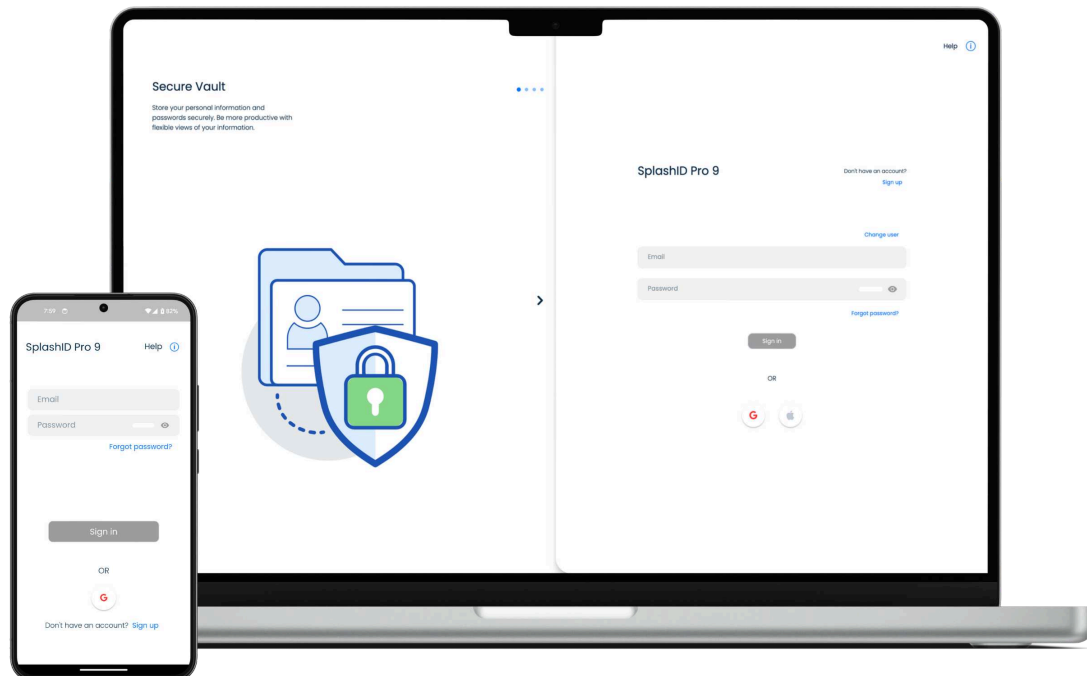 Help
Secure Vault
Store your personal information and
passwords securely. Be more productive with
flexible views of your information.
SplashID Pro 9
Don't have an account?
Sign up
Change user
Email
Password
Forgot password?
Sign in
OR
G
7:59 82%
SplashID Pro 9 Help
Email
Password
Forgot password?
Sign in
OR
G
Don't have an account? Sign up